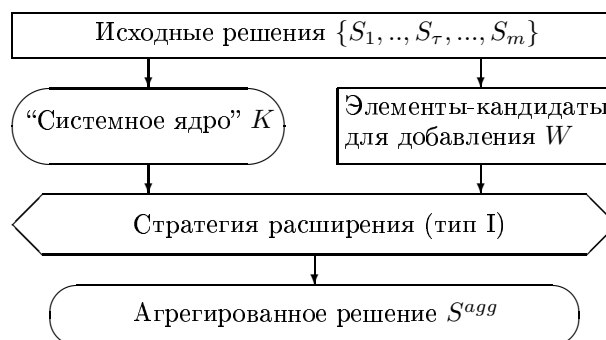 Исходные решения {S_1, .., S_τ, ..., S_m}
“Системное ядро” K
Элементы-кандидаты
для добавления W
Стратегия расширения (тип I)
Агрегированное решение S^{agg}